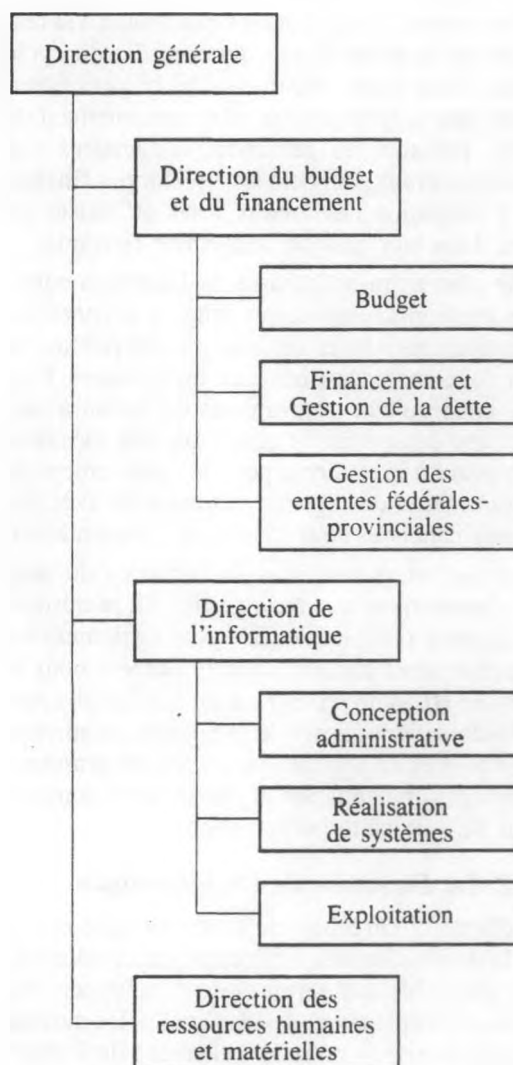 Direction générale
Direction du budget
et du financement
Budget
Financement et
Gestion de la dette
Gestion des
ententes fédérales-
provinciales
Direction de
l'informatique
Conception
administrative
Réalisation
de systèmes
Exploitation
Direction des
ressources humaines
et matérielles